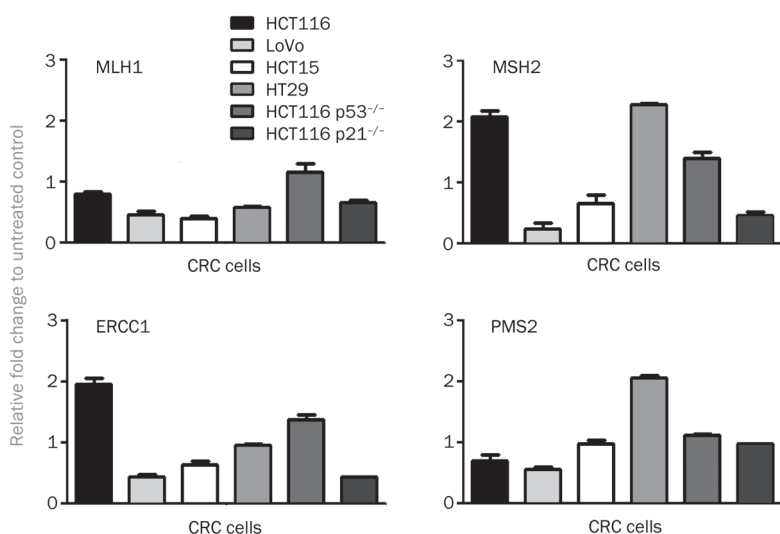 HCT116
LoVo
HCT15
HT29
HCT116 p53⁻/⁻
HCT116 p21⁻/⁻
MLH1
3
2
1
0
CRC cells
MSH2
3
2
1
0
CRC cells
Relative fold change to untreated control
ERCC1
3
2
1
0
CRC cells
PMS2
3
2
1
0
CRC cells